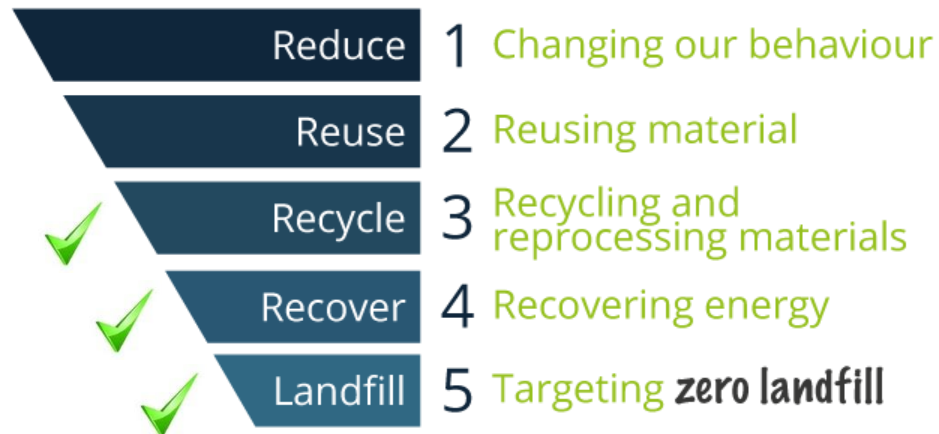 Reduce 1 Changing our behaviour
Reuse 2 Reusing material
Recycle 3 Recycling and
reprocessing materials
Recover 4 Recovering energy
Landfill 5 Targeting zero landfill